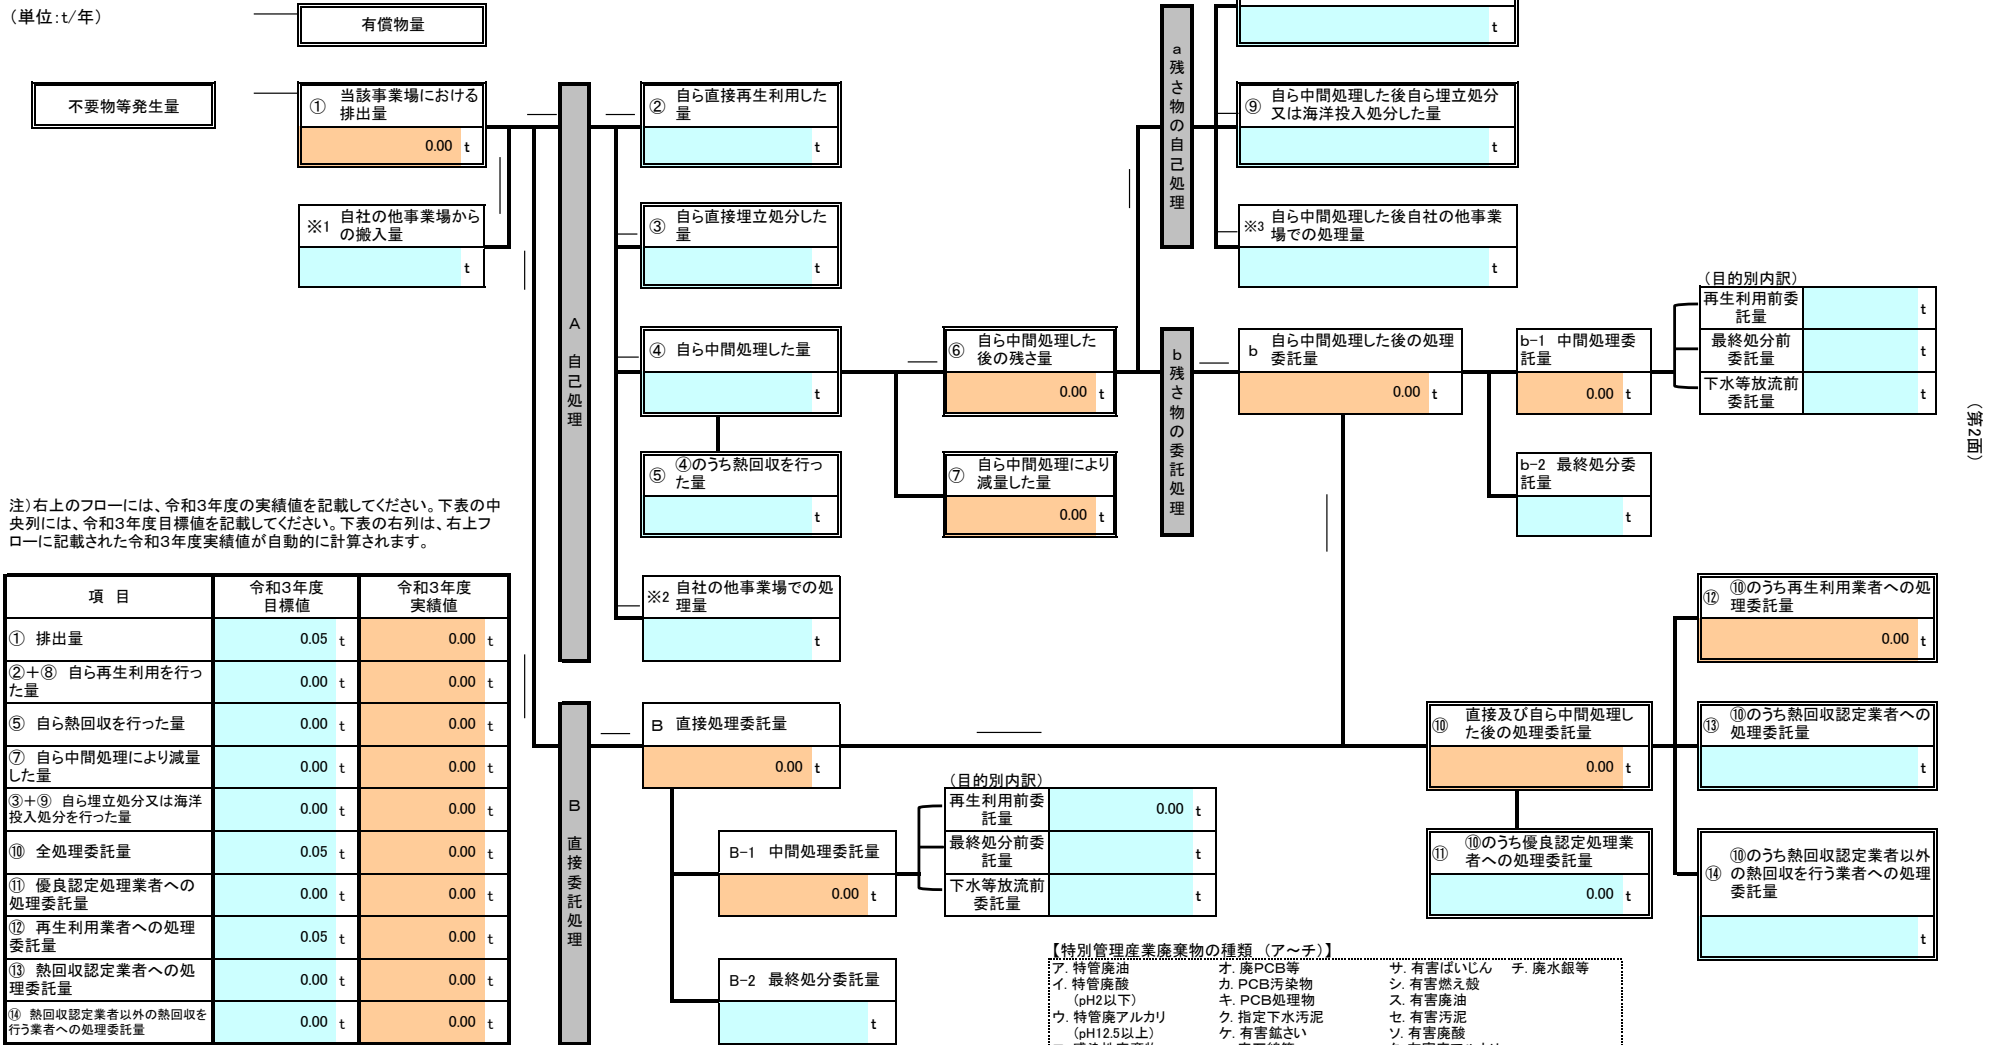 （単位：t/年）
有償物量
不要物等発生量
① 当該事業場における
排出量
0.00 t
※1 自社の他事業場から
の搬入量
t
A 自己処理
② 自ら直接再生利用した
量
t
③ 自ら直接埋立処分した
量
t
④ 自ら中間処理した量
t
⑤ ④のうち熱回収を行っ
た量
t
※2 自社の他事業場での処
理量
t
⑥ 自ら中間処理した
後の残さ量
0.00 t
⑦ 自ら中間処理により
減量した量
0.00 t
a 残さ物の自己処理
t
⑨ 自ら中間処理した後自ら埋立処分
又は海洋投入処分した量
t
※3 自ら中間処理した後自社の他事業
場での処理量
t
b 残さ物の委託処理
b 自ら中間処理した後の処理
委託量
0.00 t
b-1 中間処理委
託量
0.00 t
（目的別内訳）
再生利用前委
託量
t
最終処分前
委託量
t
下水等放流前
委託量
t
b-2 最終処分委
託量
t
（第2面）
注）右上のフローには、令和3年度の実績値を記載してください。下表の中
央列には、令和3年度目標値を記載してください。下表の右列は、右上フ
ローに記載された令和3年度実績値が自動的に計算されます。
項 目 令和3年度
目標値 令和3年度
実績値
① 排出量 0.05 t 0.00 t
②＋⑧ 自ら再生利用を行っ
た量 0.00 t 0.00 t
⑤ 自ら熱回収を行った量 0.00 t 0.00 t
⑦ 自ら中間処理により減量
した量 0.00 t 0.00 t
③＋⑨ 自ら埋立処分又は海洋
投入処分を行った量 0.00 t 0.00 t
⑩ 全処理委託量 0.05 t 0.00 t
⑪ 優良認定処理業者への
処理委託量 0.00 t 0.00 t
⑫ 再生利用業者への処理
委託量 0.05 t 0.00 t
⑬ 熱回収認定業者への処
理委託量 0.00 t 0.00 t
⑭ 熱回収認定業者以外の熱回収を
行う業者への処理委託量 0.00 t 0.00 t
B 直接委託処理
B 直接処理委託量
0.00 t
B-1 中間処理委託量
0.00 t
（目的別内訳）
再生利用前委
託量
0.00 t
最終処分前委
託量
t
下水等放流前
委託量
t
B-2 最終処分委託量
t
⑩ 直接及び自ら中間処理し
た後の処理委託量
0.00 t
⑪ ⑩のうち優良認定処理業
者への処理委託量
0.00 t
⑫ ⑩のうち再生利用業者への処
理委託量
0.00 t
⑬ ⑩のうち熱回収認定業者への
処理委託量
t
⑭ ⑩のうち熱回収認定業者以外
の熱回収を行う業者への処理
委託量
t
【特別管理産業廃棄物の種類 （ア～チ）】
ア. 特管廃油 オ. 廃PCB等 サ. 有害ばいじん チ. 廃水銀等
イ. 特管廃酸 カ. PCB汚染物 シ. 有害燃え殻
（pH2以下） キ. PCB処理物 ス. 有害廃油
ウ. 特管廃アルカリ ク. 指定下水汚泥 セ. 有害汚泥
（pH12.5以上） ケ. 有害鉱さい ソ. 有害廃酸